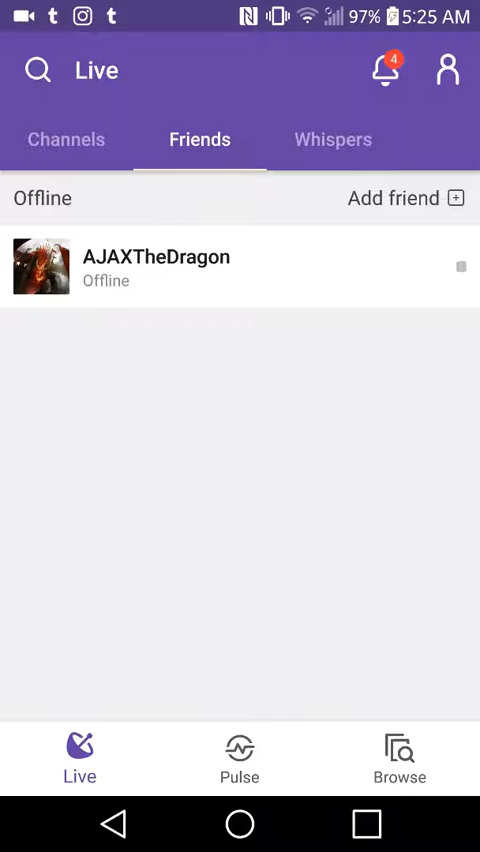 97% 5:25 AM
Live
4
Channels Friends Whispers
Offline Add friend
AJAXTheDragon
Offline
Live Pulse Browse